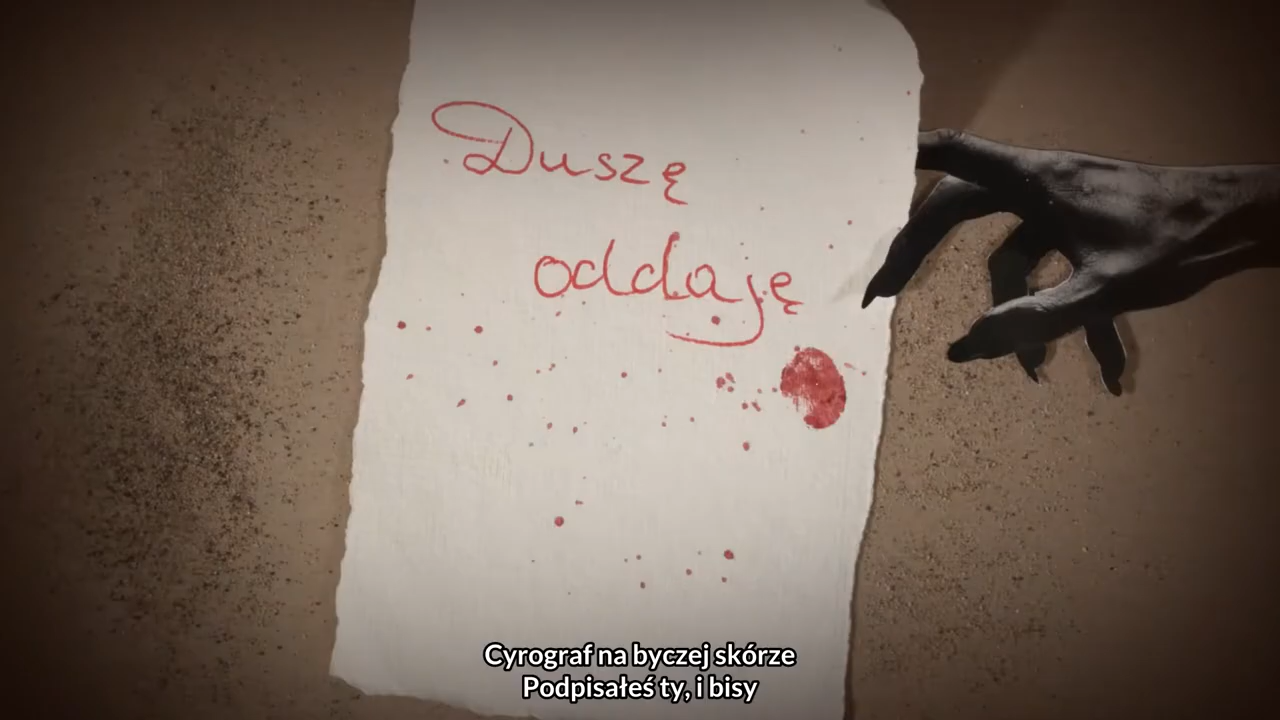 Duszę
oddaję
Cyrograf na byczej skórze
Podpisałeś ty, i bisy